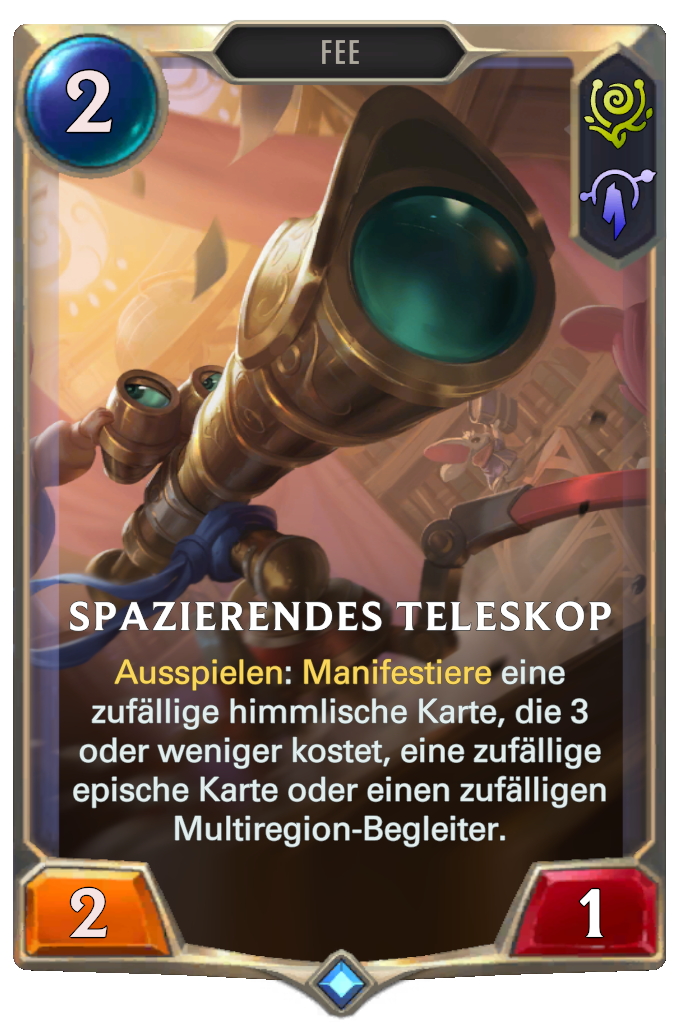 2
FEE
SPAZIERENDES TELESKOP
Ausspielen: Manifestiere eine
zufällige himmlische Karte, die 3
oder weniger kostet, eine zufällige
epische Karte oder einen zufälligen
Multiregion-Begleiter.
2
1